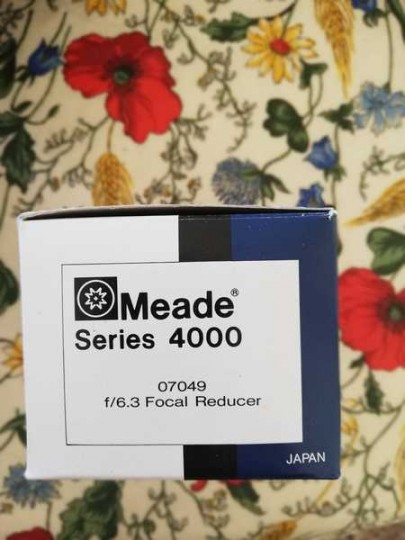 Meade®
Series 4000
07049
f/6.3 Focal Reducer
JAPAN